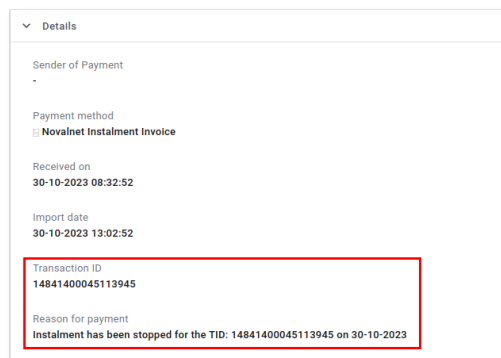 Details
Sender of Payment
-
Payment method
Novalnet Instalment Invoice
Received on
30-10-2023 08:32:52
Import date
30-10-2023 13:02:52
Transaction ID
14841400045113945
Reason for payment
Instalment has been stopped for the TID: 14841400045113945 on 30-10-2023